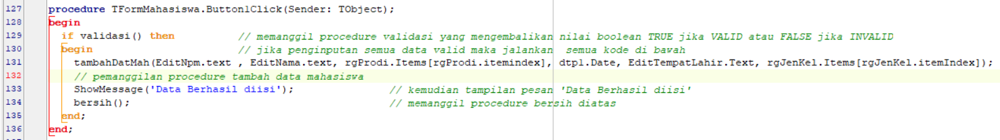 127 procedure TFormMahasiswa.Button1Click(Sender: TObject);
128 begin
129 if validasi() then // memanggil procedure validasi yang mengembalikan nilai boolean TRUE jika VALID atau FALSE jika INVALID
130 begin // jika penginputan semua data valid maka jalankan semua kode di bawah
131 tambahDatMah(EditNpm.text , EditNama.text, rgProdi.Items[rgProdi.itemindex], dtp1.Date, EditTempatLahir.Text, rgJenKel.Items[rgJenKel.itemIndex]);
132 // pemanggilan procedure tambah data mahasiswa
133 ShowMessage('Data Berhasil diisi'); // kemudian tampilan pesan 'Data Berhasil diisi'
134 bersih(); // memanggil procedure bersih diatas
135 end;
136 end;